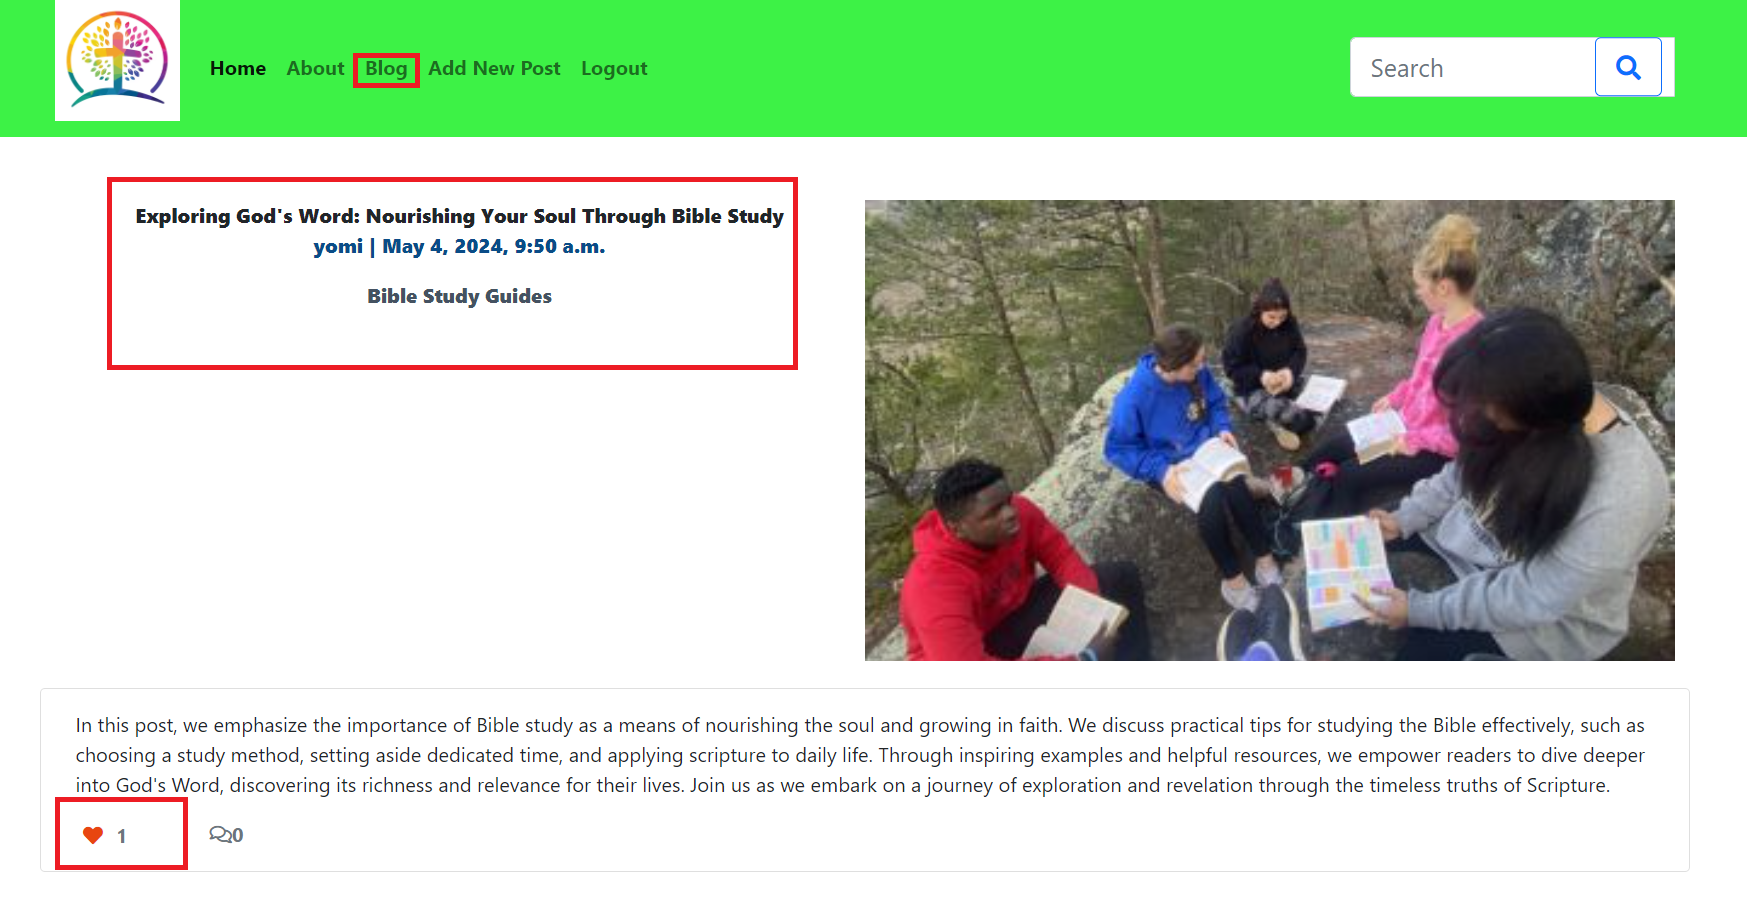 Home About Blog Add New Post Logout
Search
Exploring God's Word: Nourishing Your Soul Through Bible Study
yomi | May 4, 2024, 9:50 a.m.
Bible Study Guides
In this post, we emphasize the importance of Bible study as a means of nourishing the soul and growing in faith. We discuss practical tips for studying the Bible effectively, such as
choosing a study method, setting aside dedicated time, and applying scripture to daily life. Through inspiring examples and helpful resources, we empower readers to dive deeper
into God's Word, discovering its richness and relevance for their lives. Join us as we embark on a journey of exploration and revelation through the timeless truths of Scripture.
1 0